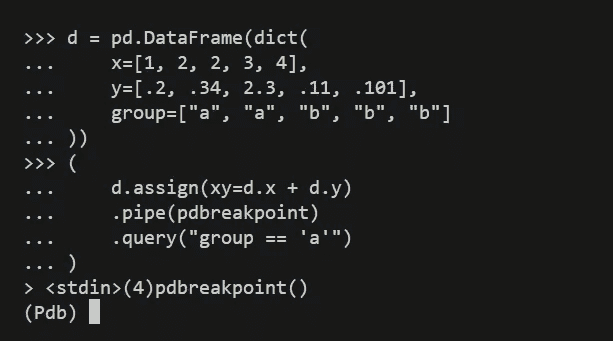 >>> d = pd.DataFrame(dict(
...     x=[1, 2, 2, 3, 4],
...     y=[.2, .34, 2.3, .11, .101],
...     group=["a", "a", "b", "b", "b"]
... ))
>>> (
...     d.assign(xy=d.x + d.y)
...     .pipe(pdbreakpoint)
...     .query("group == 'a'")
... )
> <stdin>(4)pdbreakpoint()
(Pdb)